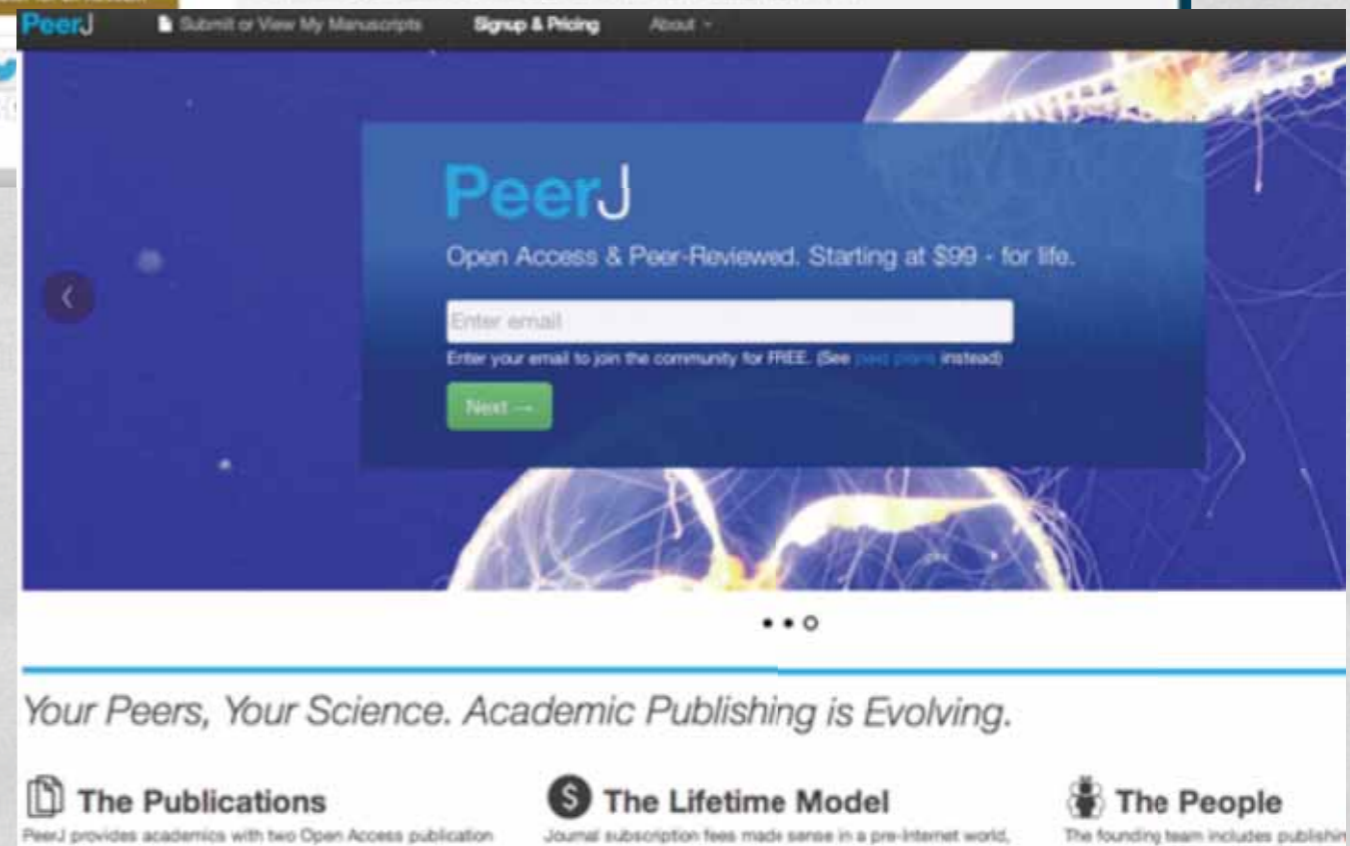 PeerJ Submit or View My Manuscripts Signup & Pricing About
PeerJ
Open Access & Peer-Reviewed. Starting at $99 - for life.
Enter email
Enter your email to join the community for FREE. (See paid plans instead)
Next →
Your Peers, Your Science. Academic Publishing is Evolving.
The Publications
PeerJ provides academics with two Open Access publication
The Lifetime Model
Journal subscription fees made sense in a pre-Internet world,
The People
The founding team includes